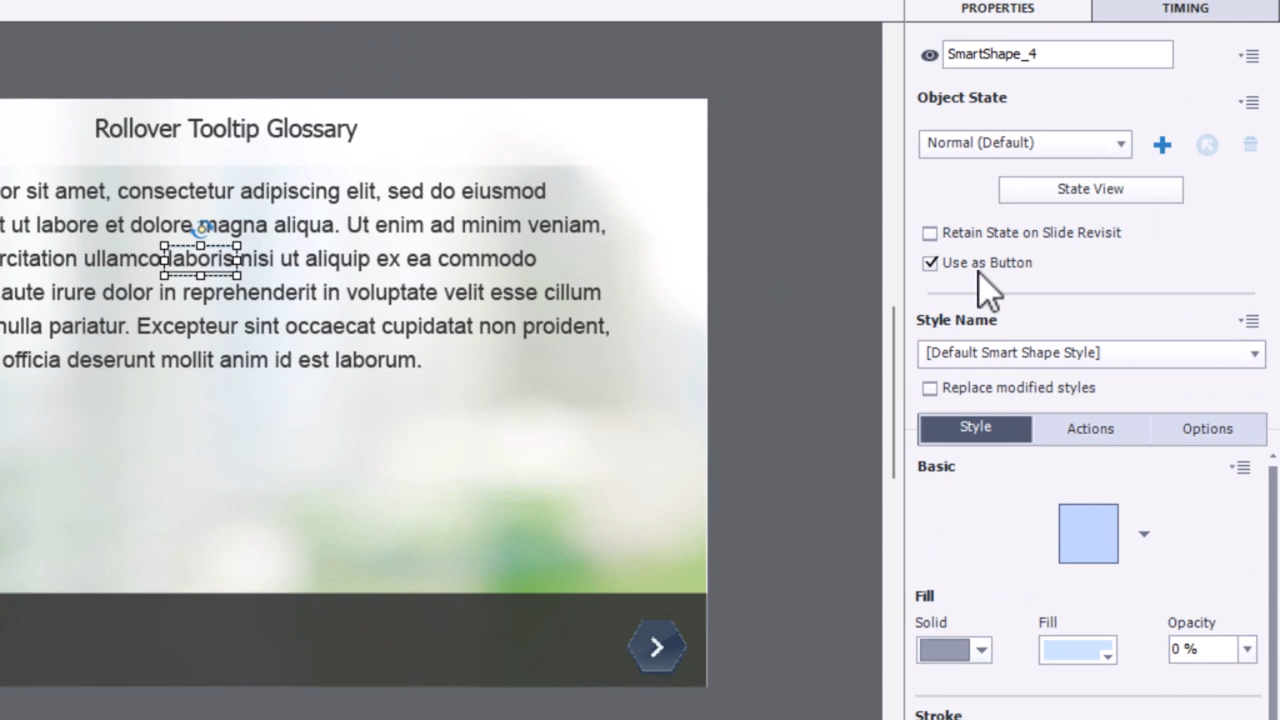 PROPERTIES
TIMING
SmartShape_4
Object State
Normal (Default)
State View
Retain State on Slide Revisit
Use as Button
Style Name
[Default Smart Shape Style]
Replace modified styles
Style
Actions
Options
Basic
Fill
Solid
Fill
Opacity
0 %
Stroke
Rollover Tooltip Glossary
or sit amet, consectetur adipiscing elit, sed do eiusmod
t ut labore et dolore magna aliqua. Ut enim ad minim veniam,
rcitation ullamco laboris nisi ut aliquip ex ea commodo
aute irure dolor in reprehenderit in voluptate velit esse cillum
nulla pariatur. Excepteur sint occaecat cupidatat non proident,
officia deserunt mollit anim id est laborum.